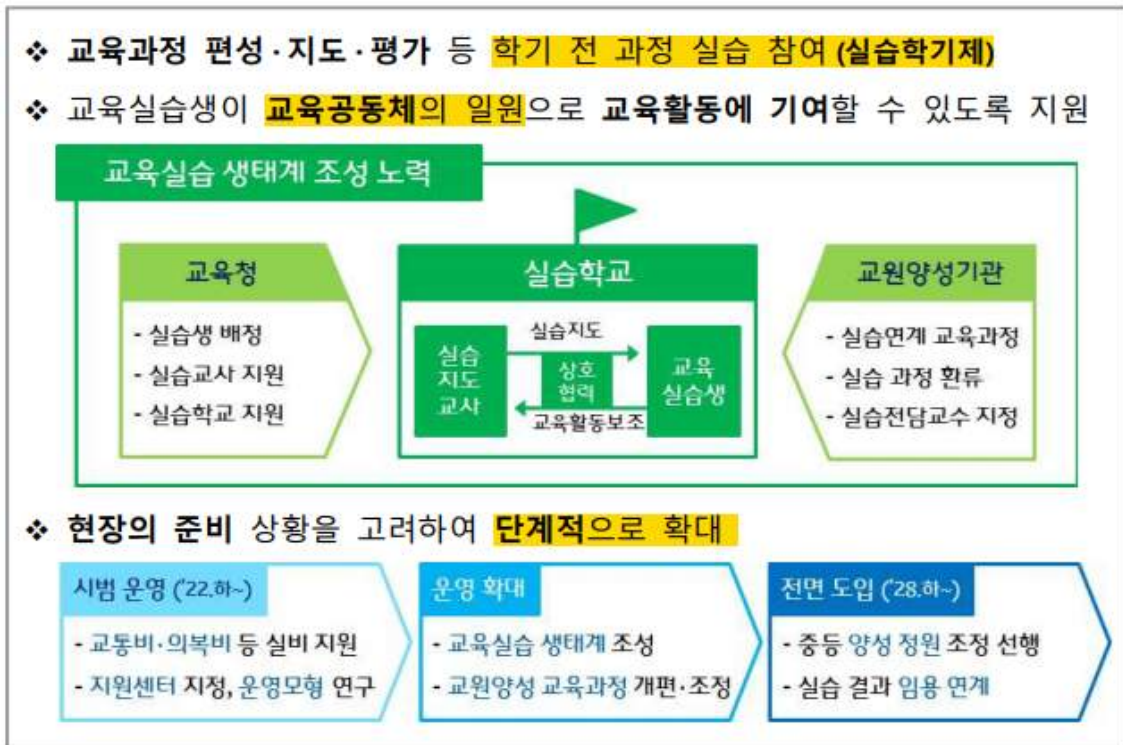 ❖ 교육과정 편성·지도·평가 등 학기 전 과정 실습 참여 (실습학기제)
❖ 교육실습생이 교육공동체의 일원으로 교육활동에 기여할 수 있도록 지원
교육실습 생태계 조성 노력
교육청
- 실습생 배정
- 실습교사 지원
- 실습학교 지원
실습학교
실습지도
실습
지도
교사
상호
협력
교육
실습생
교육활동보조
교원양성기관
- 실습연계 교육과정
- 실습 과정 환류
- 실습전담교수 지정
❖ 현장의 준비 상황을 고려하여 단계적으로 확대
시범 운영 ('22.하~)
- 교통비·의복비 등 실비 지원
- 지원센터 지정, 운영모형 연구
운영 확대
- 교육실습 생태계 조성
- 교원양성 교육과정 개편·조정
전면 도입 ('28.하~)
- 중등 양성 정원 조정 선행
- 실습 결과 임용 연계